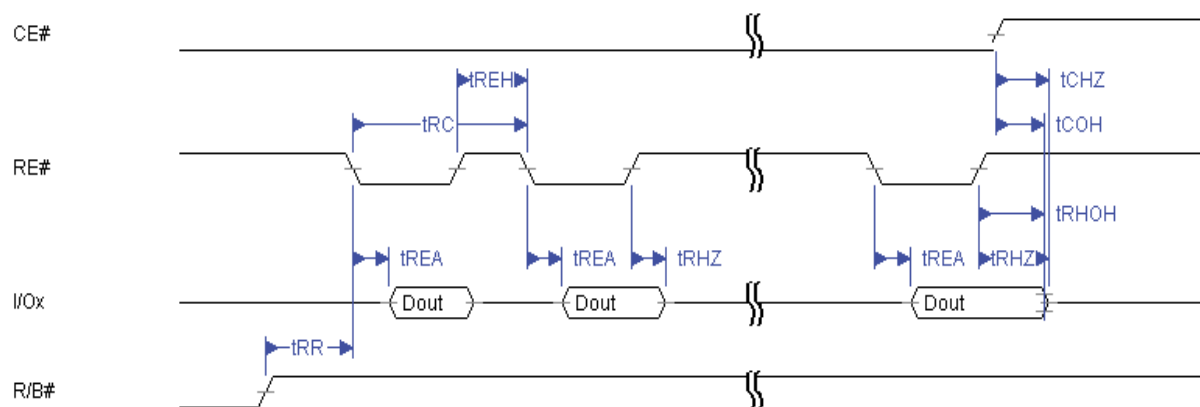 CE#
tREH
tCHZ
tRC
tCOH
RE#
tRHOH
tREA
tREA
tRHZ
tREA
tRHZ
I/Ox
Dout
Dout
Dout
tRR
R/B#